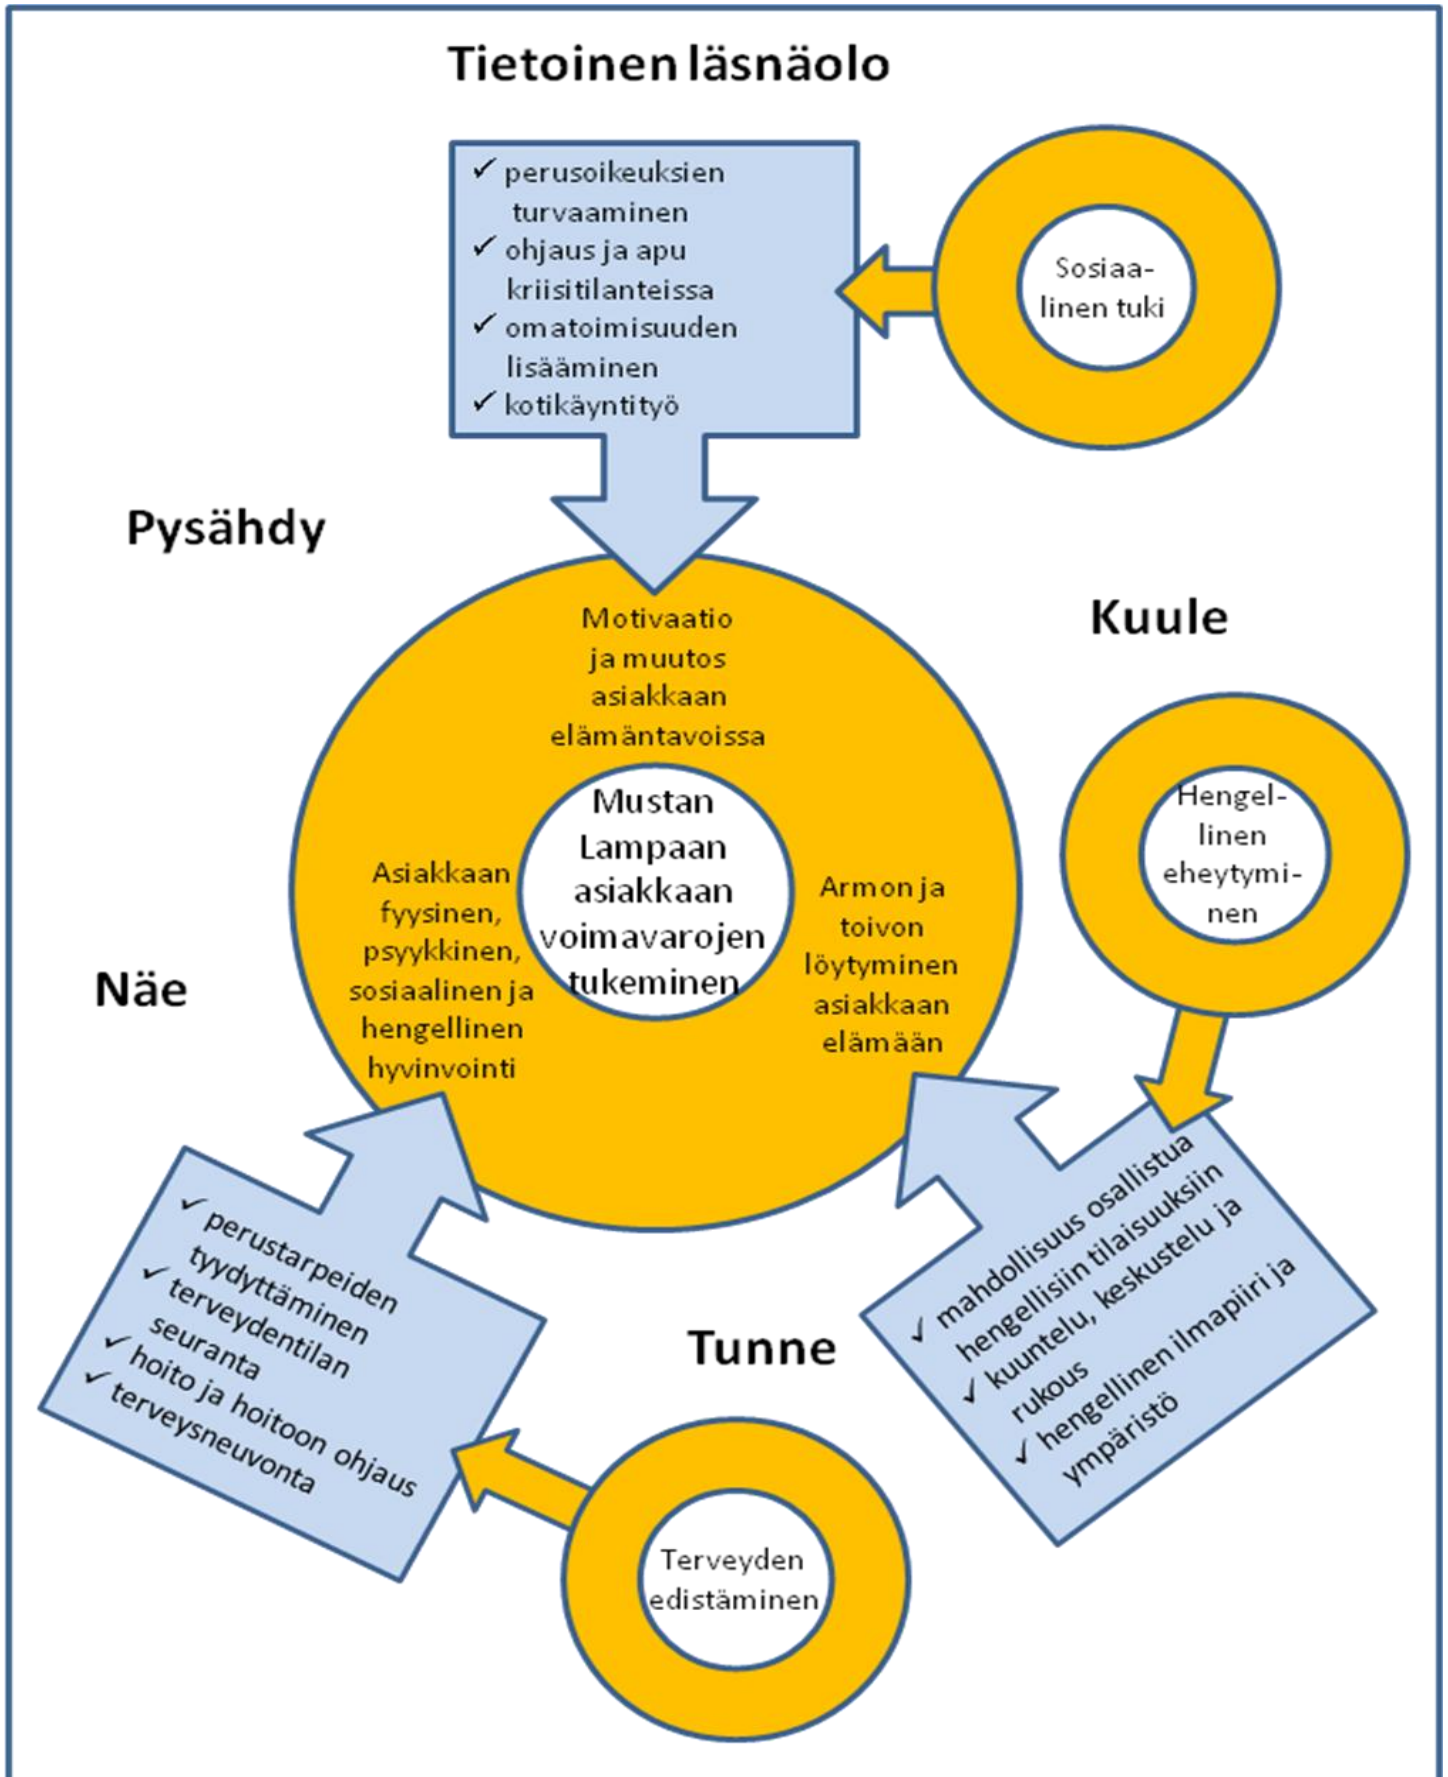 Tietoinen läsnäolo
✓ perusoikeuksien
turvaaminen
✓ ohjaus ja apu
kriisitilanteissa
✓ omatoimisuuden
lisääminen
✓ kotikäyntityö
Sosiaa-
linen tuki
Pysähdy
Kuule
Motivaatio
ja muutos
asiakkaan
elämäntavoissa
Mustan
Lampaan
asiakkaan
voimavarojen
tukeminen
Asiakkaan
fyysinen,
psyykkinen,
sosiaalinen ja
hengellinen
hyvinvointi
Armon ja
toivon
löytyminen
asiakkaan
elämään
Hengel-
linen
eheytymi-
nen
Näe
✓ perustarpeiden
tyydyttäminen
✓ terveydentilan
seuranta
✓ hoito ja hoitoon ohjaus
✓ terveysneuvonta
✓ mahdollisuus osallistua
hengellisiin tilaisuuksiin
✓ kuuntelu, keskustelu ja
rukous
✓ hengellinen ilmapiiri ja
ympäristö
Tunne
Terveyden
edistäminen